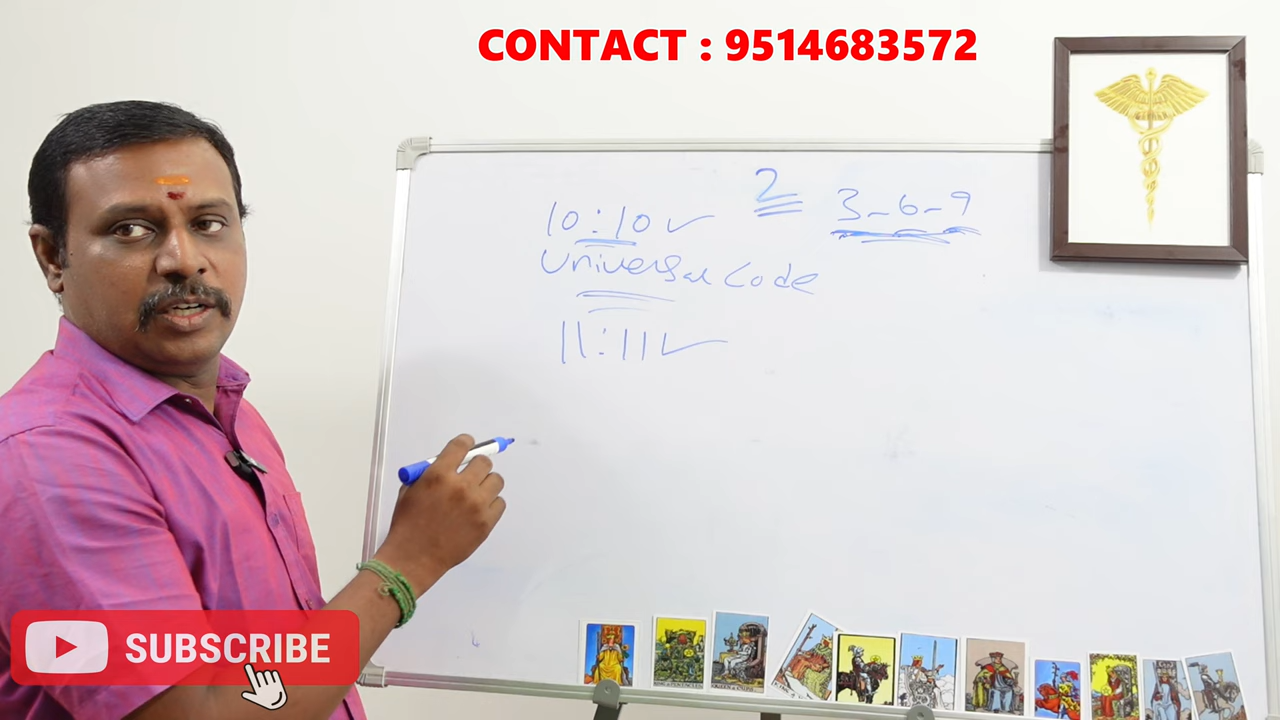 CONTACT : 9514683572
2
3-6-9
10:10 ✓
Universal Code
11:11 ✓
SUBSCRIBE